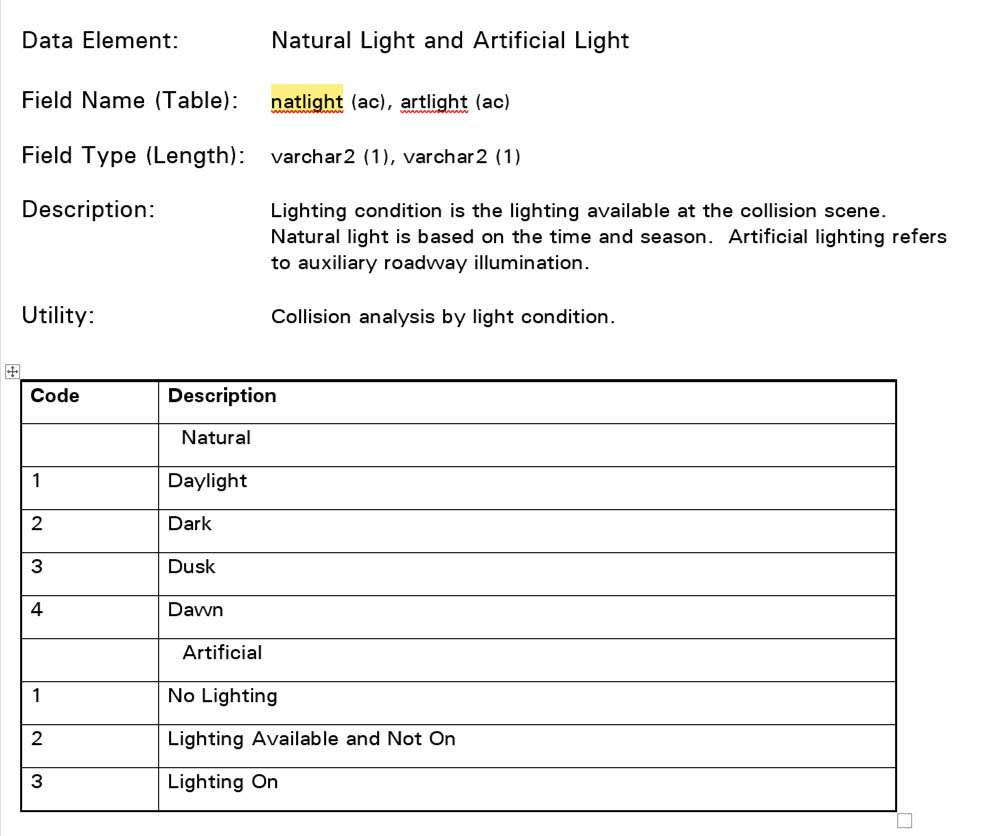 Data Element: Natural Light and Artificial Light
Field Name (Table): natlight (ac), artlight (ac)
Field Type (Length): varchar2 (1), varchar2 (1)
Description: Lighting condition is the lighting available at the collision scene.
Natural light is based on the time and season.  Artificial lighting refers
to auxiliary roadway illumination.
Utility: Collision analysis by light condition.
Code Description
Natural
1 Daylight
2 Dark
3 Dusk
4 Dawn
Artificial
1 No Lighting
2 Lighting Available and Not On
3 Lighting On